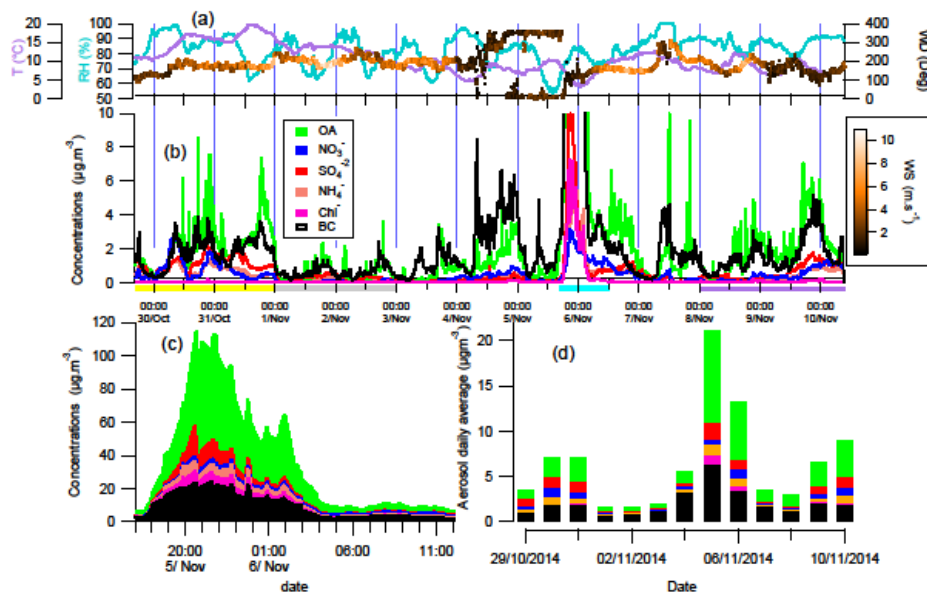 (a)
T (ºC)
20
15
10
5
0
RH (%)
100
90
80
70
60
50
400
300
200
100
0
WD (Deg)
(b)
Concentrations (µg.m-3)
10
8
6
4
2
0
OA
NO3-
SO4-2
NH4-
Chl-
BC
10
8
6
4
2
WS (m.s-1)
00:00 00:00 00:00 00:00 00:00 00:00 00:00 00:00 00:00 00:00 00:00 00:00
30/Oct 31/Oct 1/Nov 2/Nov 3/Nov 4/Nov 5/Nov 6/Nov 7/Nov 8/Nov 9/Nov 10/Nov
(c)
Concentrations (µg.m-3)
120
100
80
60
40
20
0
20:00 01:00 06:00 11:00
5/ Nov 6/ Nov
date
(d)
Aerosol daily average (µgm-3)
20
15
10
5
0
29/10/2014 02/11/2014 06/11/2014 10/11/2014
Date